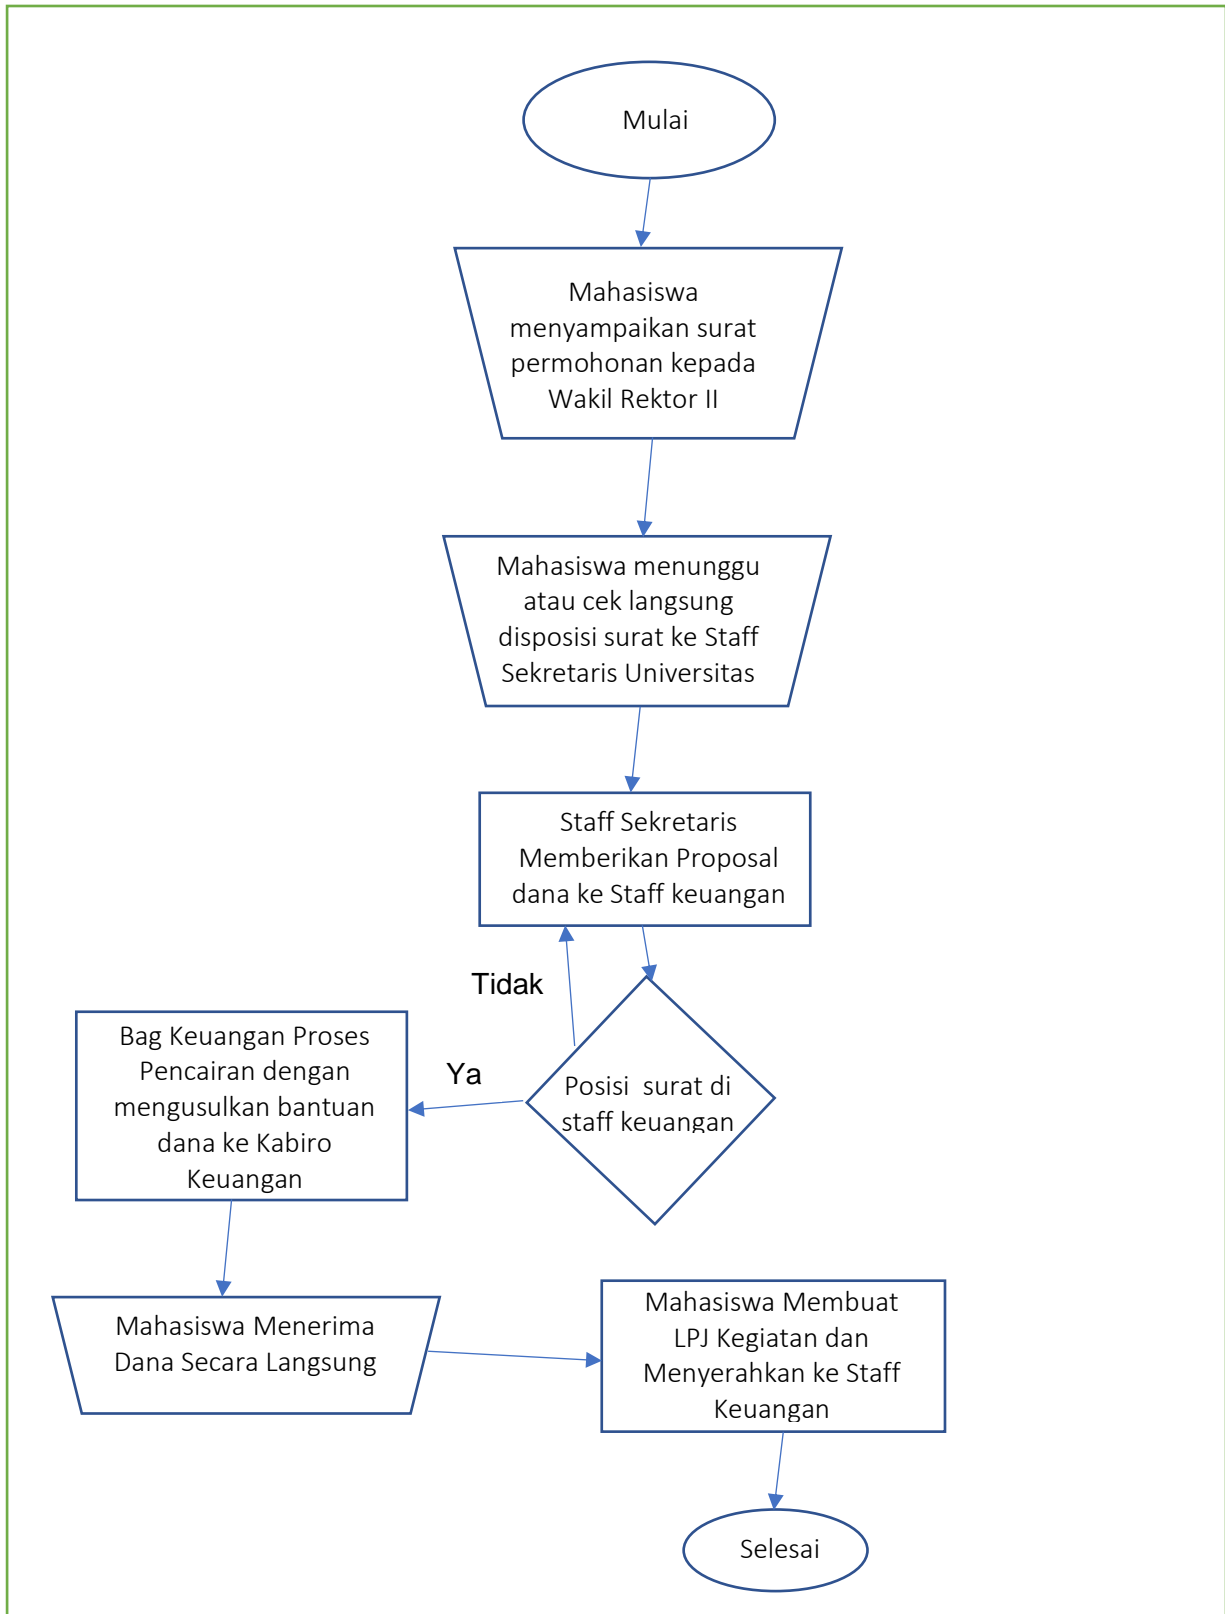 Mulai
Mahasiswa
menyampaikan surat
permohonan kepada
Wakil Rektor II
Mahasiswa menunggu
atau cek langsung
disposisi surat ke Staff
Sekretaris Universitas
Staff Sekretaris
Memberikan Proposal
dana ke Staff keuangan
Tidak
Posisi  surat di
staff keuangan
Ya
Bag Keuangan Proses
Pencairan dengan
mengusulkan bantuan
dana ke Kabiro
Keuangan
Mahasiswa Menerima
Dana Secara Langsung
Mahasiswa Membuat
LPJ Kegiatan dan
Menyerahkan ke Staff
Keuangan
Selesai